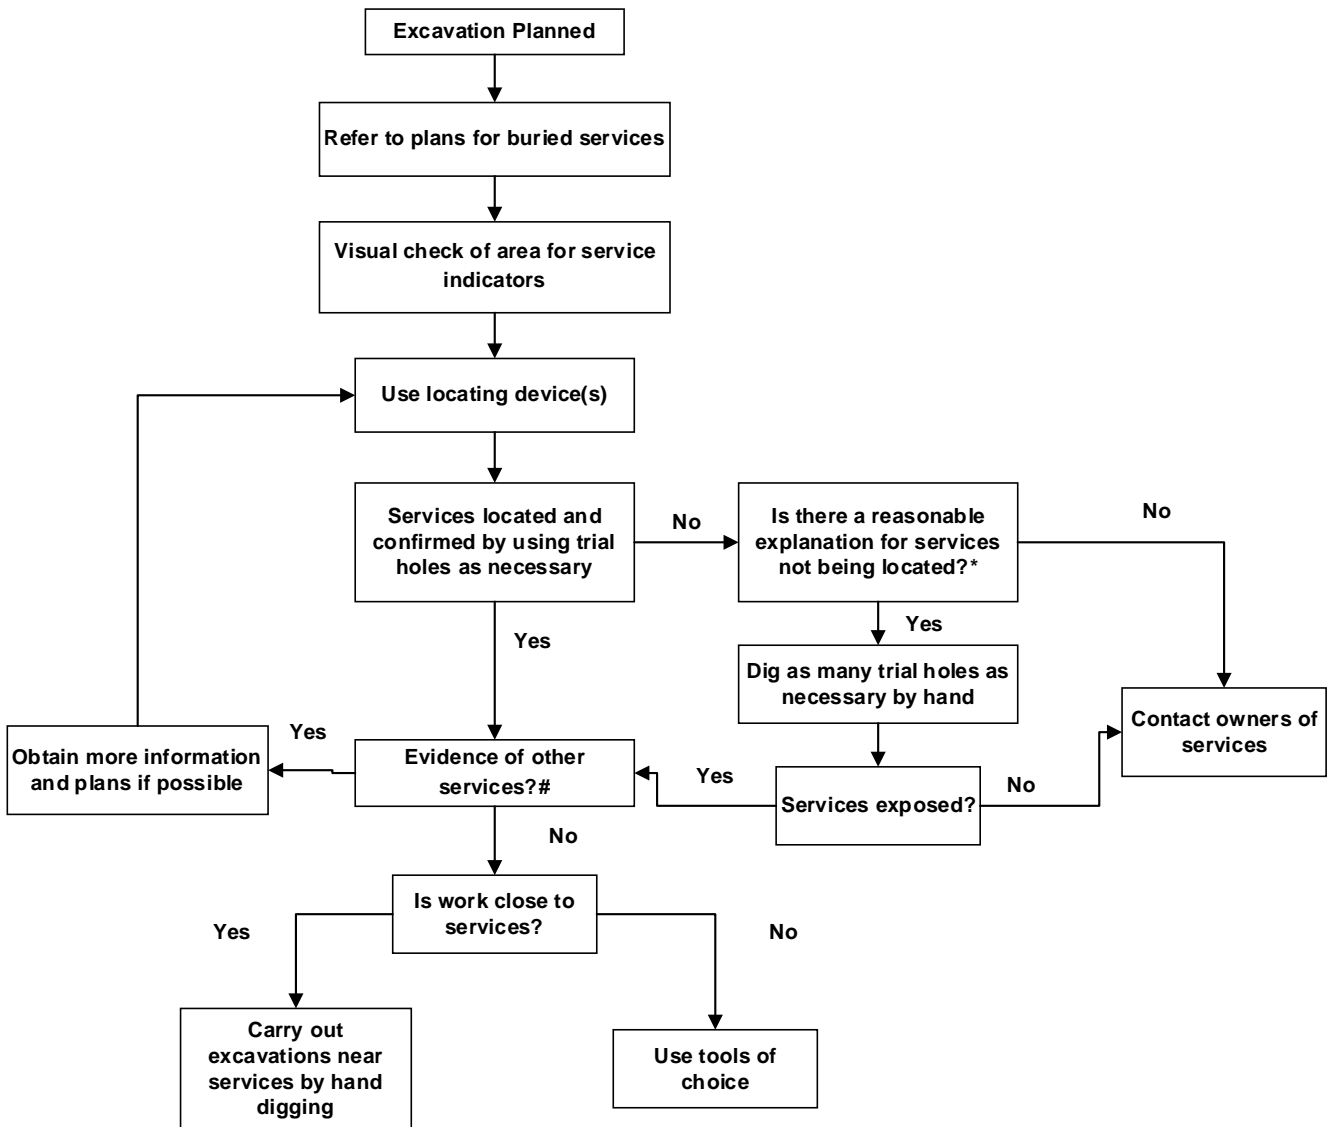 Excavation Planned
Refer to plans for buried services
Visual check of area for service
indicators
Use locating device(s)
Services located and
confirmed by using trial
holes as necessary
No
Is there a reasonable
explanation for services
not being located?*
No
Yes
Yes
Dig as many trial holes as
necessary by hand
Contact owners of
services
Obtain more information
and plans if possible
Yes
Evidence of other
services?#
Yes
Services exposed?
No
No
Is work close to
services?
Yes
No
Carry out
excavations near
services by hand
digging
Use tools of
choice